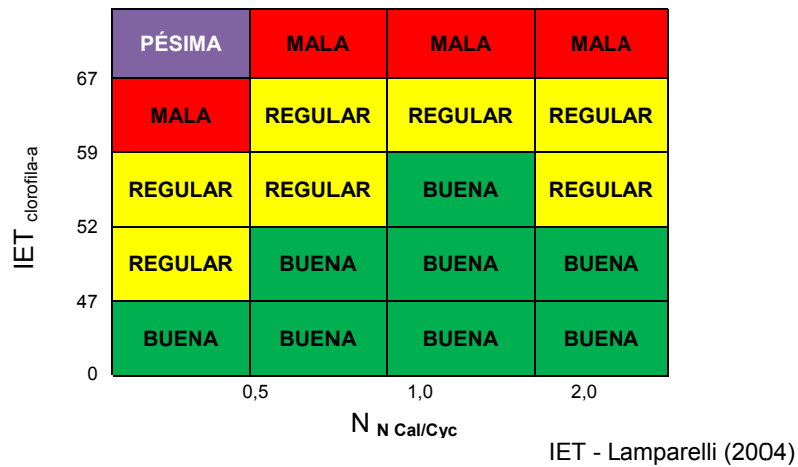 PÉSIMA MALA MALA MALA
67
MALA REGULAR REGULAR REGULAR
59
REGULAR REGULAR BUENA REGULAR
52
REGULAR BUENA BUENA BUENA
47
BUENA BUENA BUENA BUENA
0
IET clorofila-a
0,5 1,0 2,0
N N Cal/Cyc
IET - Lamparelli (2004)